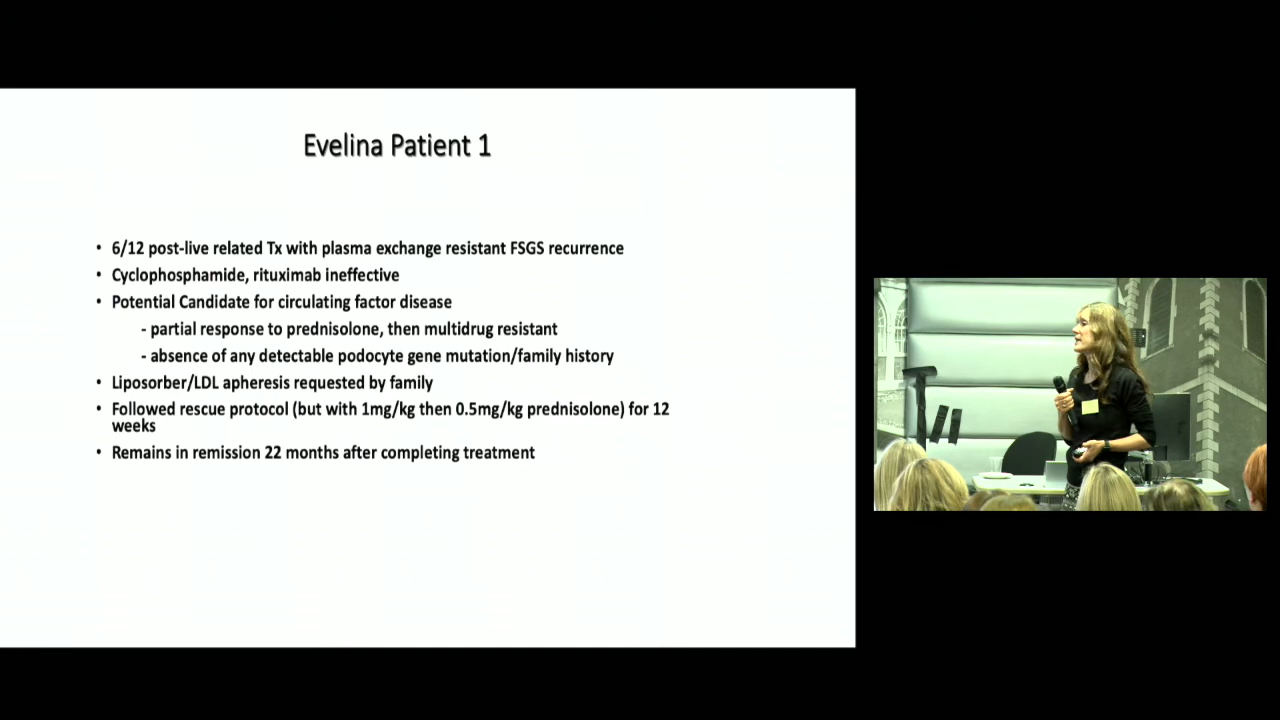 Evelina Patient 1
• 6/12 post-live related Tx with plasma exchange resistant FSGS recurrence
• Cyclophosphamide, rituximab ineffective
• Potential Candidate for circulating factor disease
- partial response to prednisolone, then multidrug resistant
- absence of any detectable podocyte gene mutation/family history
• Liposorber/LDL apheresis requested by family
• Followed rescue protocol (but with 1mg/kg then 0.5mg/kg prednisolone) for 12
weeks
• Remains in remission 22 months after completing treatment